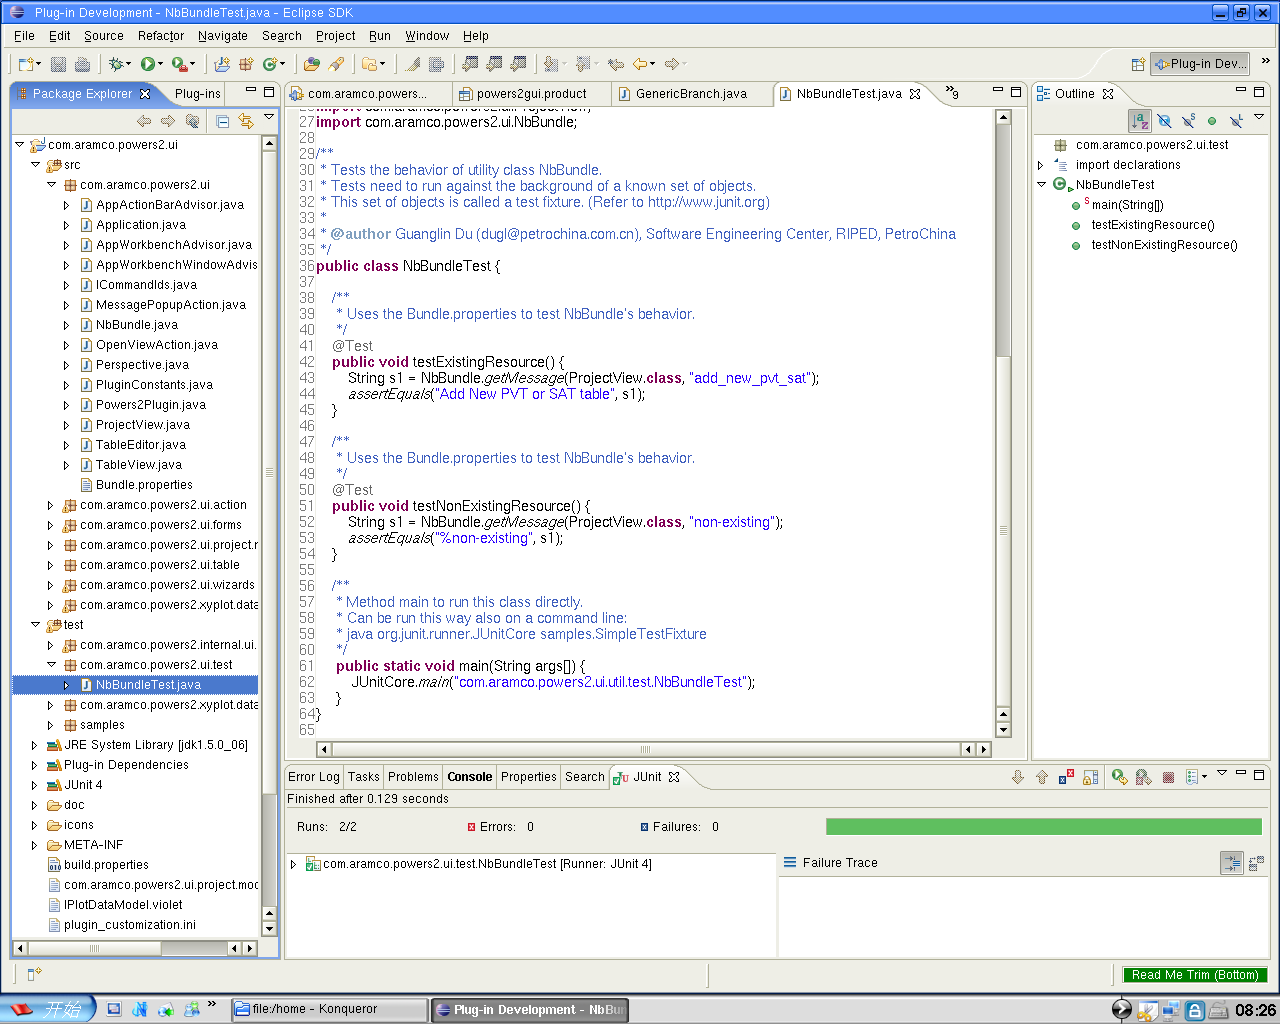 Plug-in Development - NbBundleTest.java - Eclipse SDK
File Edit Source Refactor Navigate Search Project Run Window Help
Plug-in Dev...
Package Explorer Plug-ins
com.aramco.powers... powers2gui.product GenericBranch.java NbBundleTest.java 9
Outline
com.aramco.powers2.ui
src
com.aramco.powers2.ui
AppActionBarAdvisor.java
Application.java
AppWorkbenchAdvisor.java
AppWorkbenchWindowAdvis
ICommandIds.java
MessagePopupAction.java
NbBundle.java
OpenViewAction.java
Perspective.java
PluginConstants.java
Powers2Plugin.java
ProjectView.java
TableEditor.java
TableView.java
Bundle.properties
com.aramco.powers2.ui.action
com.aramco.powers2.ui.forms
com.aramco.powers2.ui.project.r
com.aramco.powers2.ui.table
com.aramco.powers2.ui.wizards
com.aramco.powers2.xyplot.data
test
com.aramco.powers2.internal.ui.
com.aramco.powers2.ui.test
NbBundleTest.java
com.aramco.powers2.xyplot.data
samples
JRE System Library [jdk1.5.0_06]
Plug-in Dependencies
JUnit 4
doc
icons
META-INF
build.properties
com.aramco.powers2.ui.project.moc
IPlotDataModel.violet
plugin_customization.ini
27 import com.aramco.powers2.ui.NbBundle;
28
29 /**
30 * Tests the behavior of utility class NbBundle.
31 * Tests need to run against the background of a known set of objects.
32 * This set of objects is called a test fixture. (Refer to http://www.junit.org)
33 *
34 * @author Guanglin Du (dugl@petrochina.com.cn), Software Engineering Center, RIPED, PetroChina
35 */
36 public class NbBundleTest {
37
38 /**
39 * Uses the Bundle.properties to test NbBundle's behavior.
40 */
41 @Test
42 public void testExistingResource() {
43 String s1 = NbBundle.getMessage(ProjectView.class, "add_new_pvt_sat");
44 assertEquals("Add New PVT or SAT table", s1);
45 }
46
47 /**
48 * Uses the Bundle.properties to test NbBundle's behavior.
49 */
50 @Test
51 public void testNonExistingResource() {
52 String s1 = NbBundle.getMessage(ProjectView.class, "non-existing");
53 assertEquals("%non-existing", s1);
54 }
55
56 /**
57 * Method main to run this class directly.
58 * Can be run this way also on a command line:
59 * java org.junit.runner.JUnitCore samples.SimpleTestFixture
60 */
61 public static void main(String args[]) {
62 JUnitCore.main("com.aramco.powers2.ui.util.test.NbBundleTest");
63 }
64 }
65
com.aramco.powers2.ui.test
import declarations
NbBundleTest
main(String[])
testExistingResource()
testNonExistingResource()
Error Log Tasks Problems Console Properties Search JUnit
Finished after 0.129 seconds
Runs: 2/2 Errors: 0 Failures: 0
com.aramco.powers2.ui.test.NbBundleTest [Runner: JUnit 4]
Failure Trace
Read Me Trim (Bottom)
开始 file:/home - Konqueror Plug-in Development - NbBun 08:26